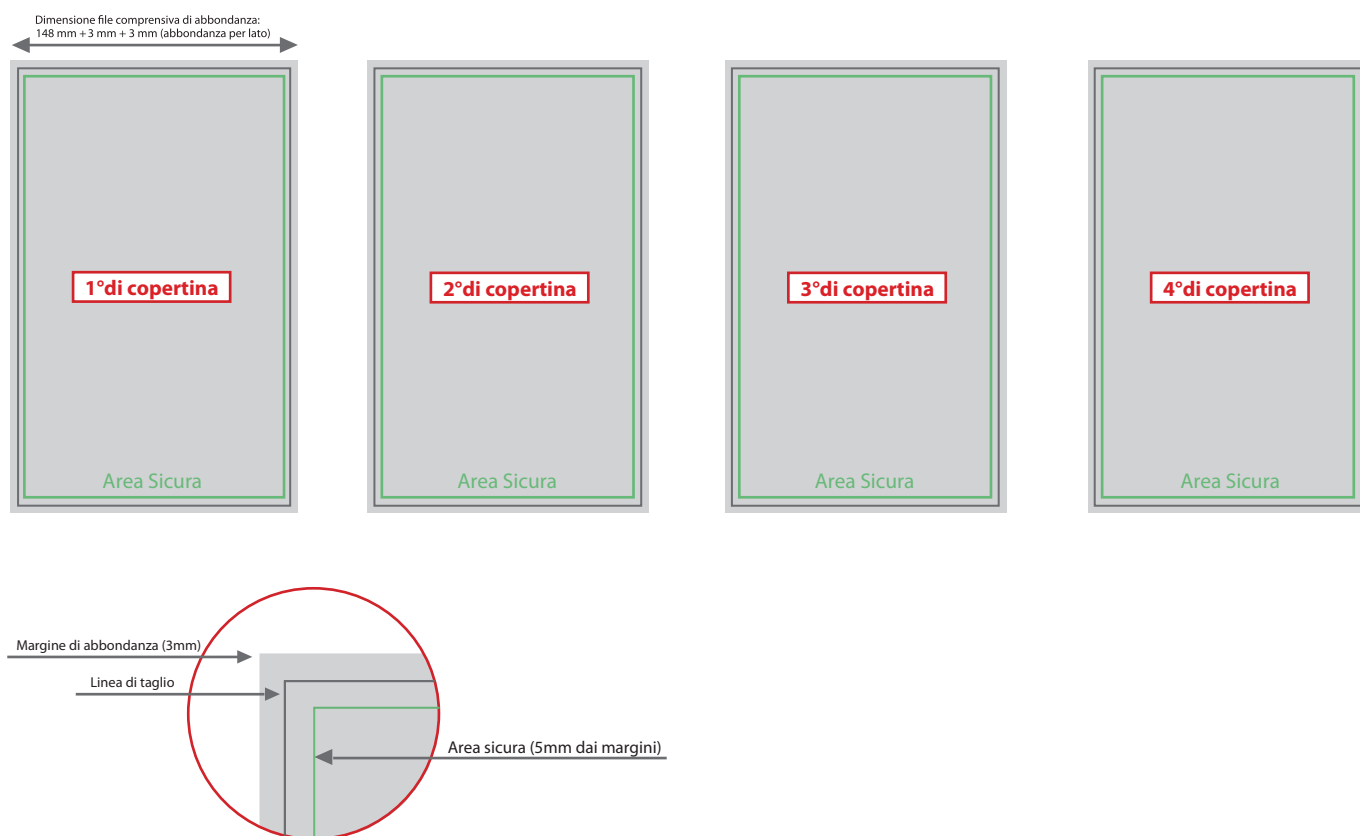 Dimensione file comprensiva di abbondanza:
148 mm + 3 mm + 3 mm (abbondanza per lato)
1°di copertina
2°di copertina
3°di copertina
4°di copertina
Area Sicura
Area Sicura
Area Sicura
Area Sicura
Margine di abbondanza (3mm)
Linea di taglio
Area sicura (5mm dai margini)